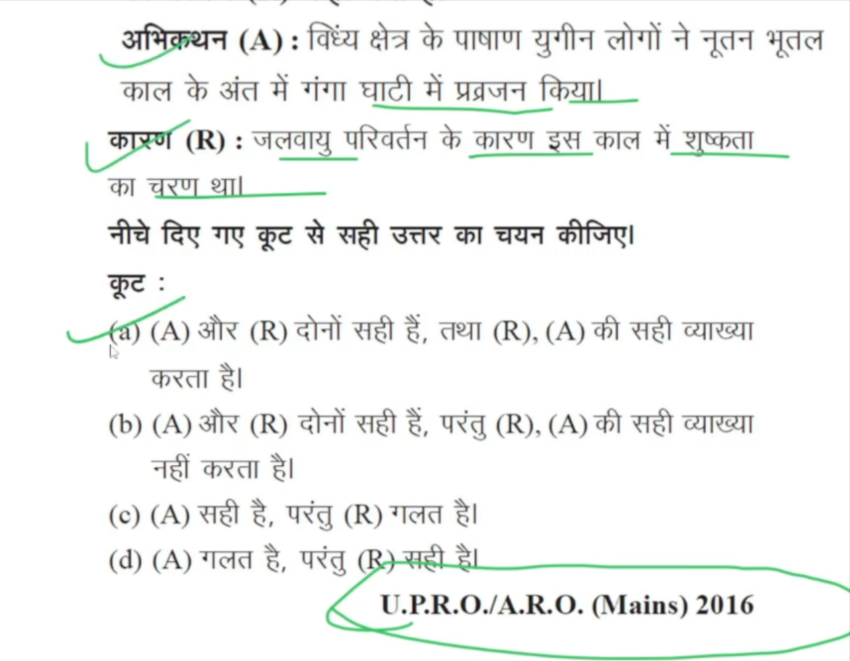 अभिकथन (A) : विंध्य क्षेत्र के पाषाण युगीन लोगों ने नूतन भूतल
काल के अंत में गंगा घाटी में प्रव्रजन किया।
कारण (R) : जलवायु परिवर्तन के कारण इस काल में शुष्कता
का चरण था।
नीचे दिए गए कूट से सही उत्तर का चयन कीजिए।
कूट :
(a) (A) और (R) दोनों सही हैं, तथा (R), (A) की सही व्याख्या
करता है।
(b) (A) और (R) दोनों सही हैं, परंतु (R), (A) की सही व्याख्या
नहीं करता है।
(c) (A) सही है, परंतु (R) गलत है।
(d) (A) गलत है, परंतु (R) सही है।
U.P.R.O./A.R.O. (Mains) 2016